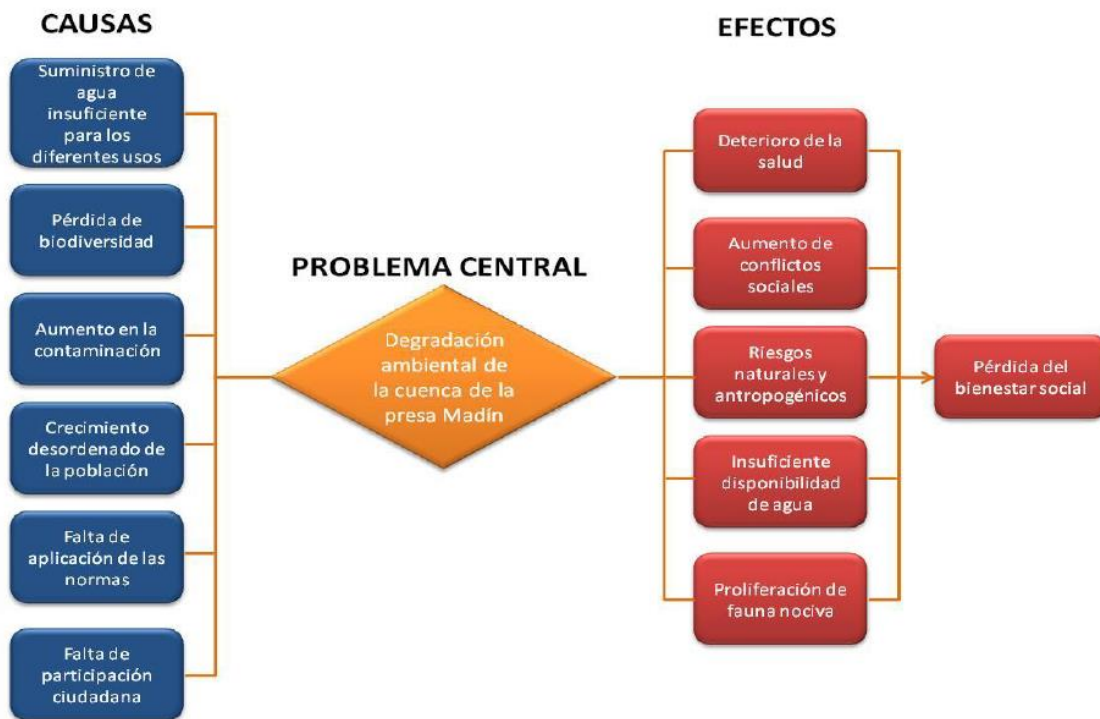 CAUSAS
Suministro de
agua
insuficiente
para los
diferentes usos
Pérdida de
biodiversidad
Aumento en la
contaminación
Crecimiento
desordenado de
la población
Falta de
aplicación de las
normas
Falta de
participación
ciudadana
PROBLEMA CENTRAL
Degradación
ambiental de
la cuenca de la
presa Madín
EFECTOS
Deterioro de la
salud
Aumento de
conflictos
sociales
Riesgos
naturales y
antropogénicos
Insuficiente
disponibilidad
de agua
Proliferación de
fauna nociva
Pérdida del
bienestar social